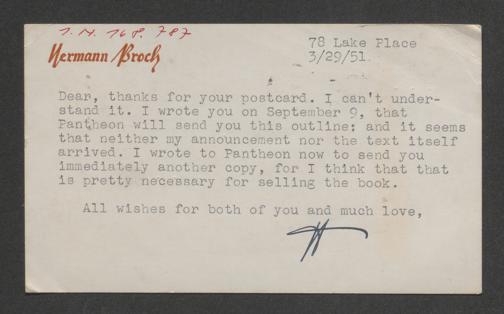 J.N. 168.787
Hermann Broch
78 Lake Place
3/29/51.
Dear, thanks for your postcard. I can't under-
stand it. I wrote you on September 9, that
Pantheon will send you this outline; and it seems
that neither my announcement nor the text itself
arrived. I wrote to Pantheon now to send you
immediately another copy, for I think that that
is pretty necessary for selling the book.
All wishes for both of you and much love,
H